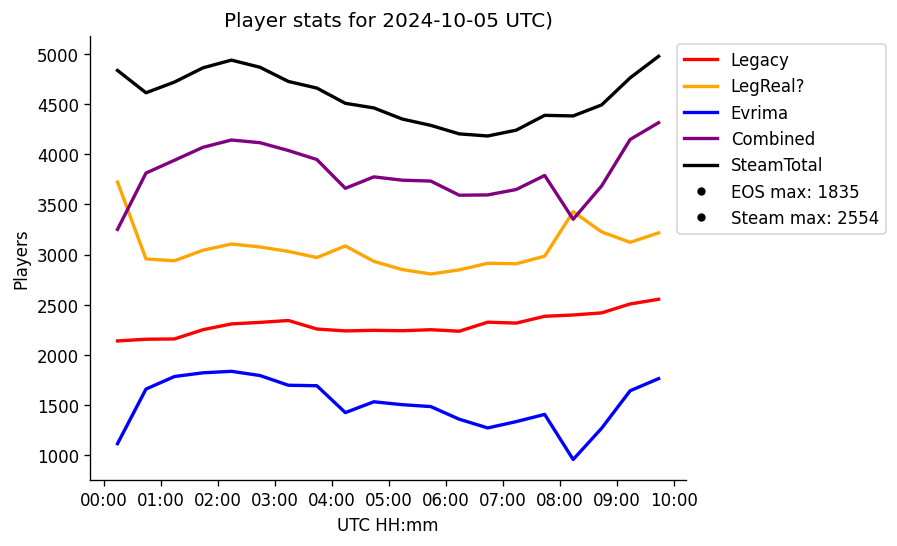 Player stats for 2024-10-05 UTC)
Players
5000
4500
4000
3500
3000
2500
2000
1500
1000
00:00 01:00 02:00 03:00 04:00 05:00 06:00 07:00 08:00 09:00 10:00
UTC HH:mm
Legacy
LegReal?
Evrima
Combined
SteamTotal
EOS max: 1835
Steam max: 2554